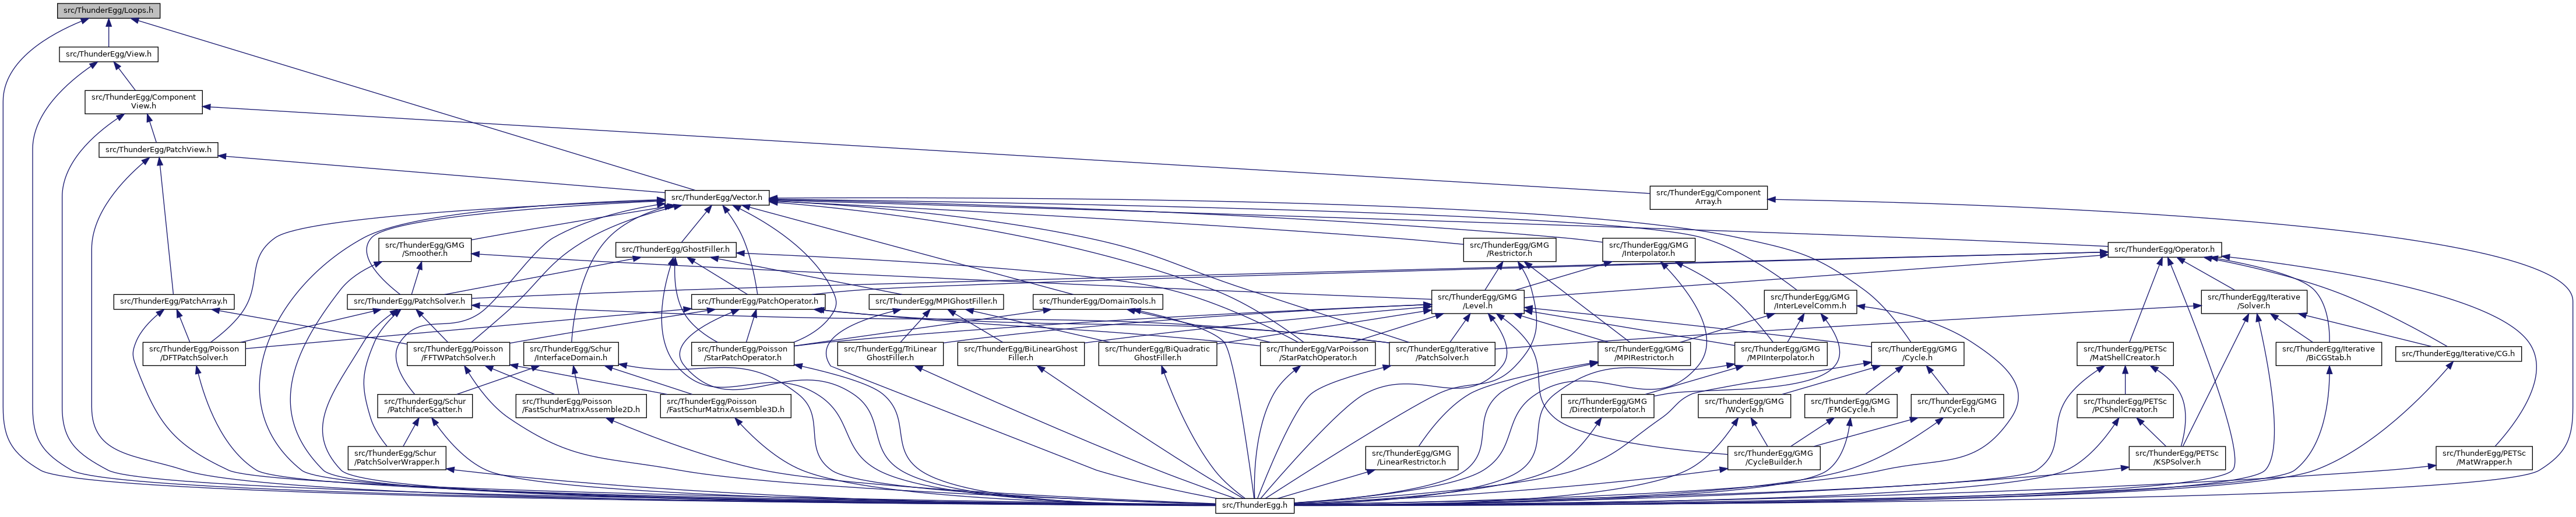 src/ThunderEgg/Loops.h
src/ThunderEgg/View.h
src/ThunderEgg/Component
View.h
src/ThunderEgg/PatchView.h
src/ThunderEgg/Vector.h
src/ThunderEgg/Component
Array.h
src/ThunderEgg/GMG
/Smoother.h
src/ThunderEgg/GhostFiller.h
src/ThunderEgg/GMG
/Restrictor.h
src/ThunderEgg/GMG
/Interpolator.h
src/ThunderEgg/Operator.h
src/ThunderEgg/PatchArray.h
src/ThunderEgg/PatchSolver.h
src/ThunderEgg/PatchOperator.h
src/ThunderEgg/MPIGhostFiller.h
src/ThunderEgg/DomainTools.h
src/ThunderEgg/GMG
/Level.h
src/ThunderEgg/GMG
/InterLevelComm.h
src/ThunderEgg/Iterative
/Solver.h
src/ThunderEgg/Poisson
/DFTPatchSolver.h
src/ThunderEgg/Poisson
/FFTWPatchSolver.h
src/ThunderEgg/Schur
/InterfaceDomain.h
src/ThunderEgg/Poisson
/StarPatchOperator.h
src/ThunderEgg/TriLinear
GhostFiller.h
src/ThunderEgg/BiLinearGhost
Filler.h
src/ThunderEgg/BiQuadratic
GhostFiller.h
src/ThunderEgg/VarPoisson
/StarPatchOperator.h
src/ThunderEgg/Iterative
/PatchSolver.h
src/ThunderEgg/GMG
/MPIRestrictor.h
src/ThunderEgg/GMG
/MPIInterpolator.h
src/ThunderEgg/GMG
/Cycle.h
src/ThunderEgg/PETSc
/MatShellCreator.h
src/ThunderEgg/Iterative
/BiCGStab.h
src/ThunderEgg/Iterative/CG.h
src/ThunderEgg/Schur
/PatchIfaceScatter.h
src/ThunderEgg/Poisson
/FastSchurMatrixAssemble2D.h
src/ThunderEgg/Poisson
/FastSchurMatrixAssemble3D.h
src/ThunderEgg/GMG
/DirectInterpolator.h
src/ThunderEgg/GMG
/WCycle.h
src/ThunderEgg/GMG
/FMGCycle.h
src/ThunderEgg/GMG
/VCycle.h
src/ThunderEgg/PETSc
/PCShellCreator.h
src/ThunderEgg/Schur
/PatchSolverWrapper.h
src/ThunderEgg/GMG
/LinearRestrictor.h
src/ThunderEgg/GMG
/CycleBuilder.h
src/ThunderEgg/PETSc
/KSPSolver.h
src/ThunderEgg/PETSc
/MatWrapper.h
src/ThunderEgg.h